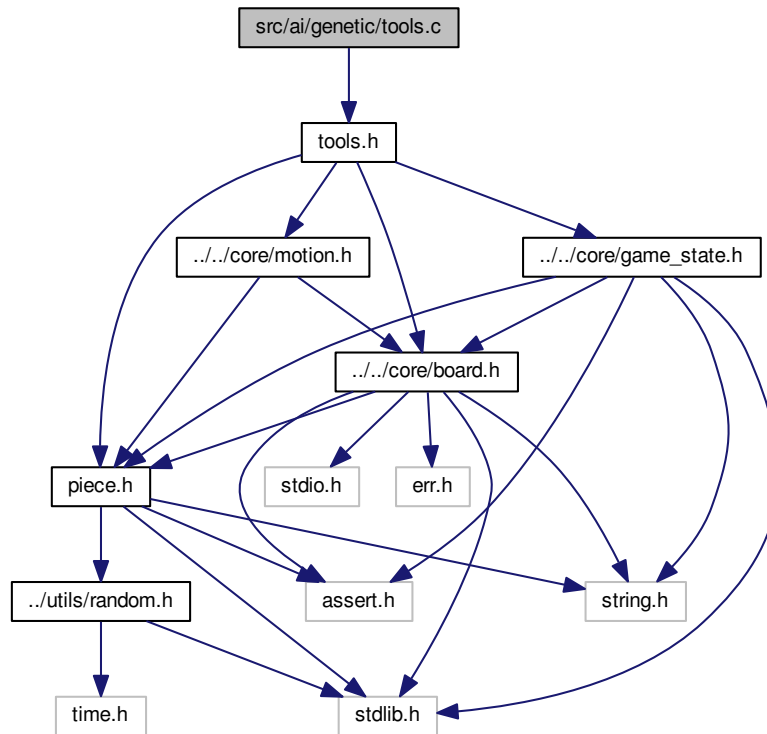 src/ai/genetic/tools.c
tools.h
../../core/motion.h
../../core/game_state.h
../../core/board.h
piece.h
stdio.h
err.h
../utils/random.h
assert.h
string.h
time.h
stdlib.h